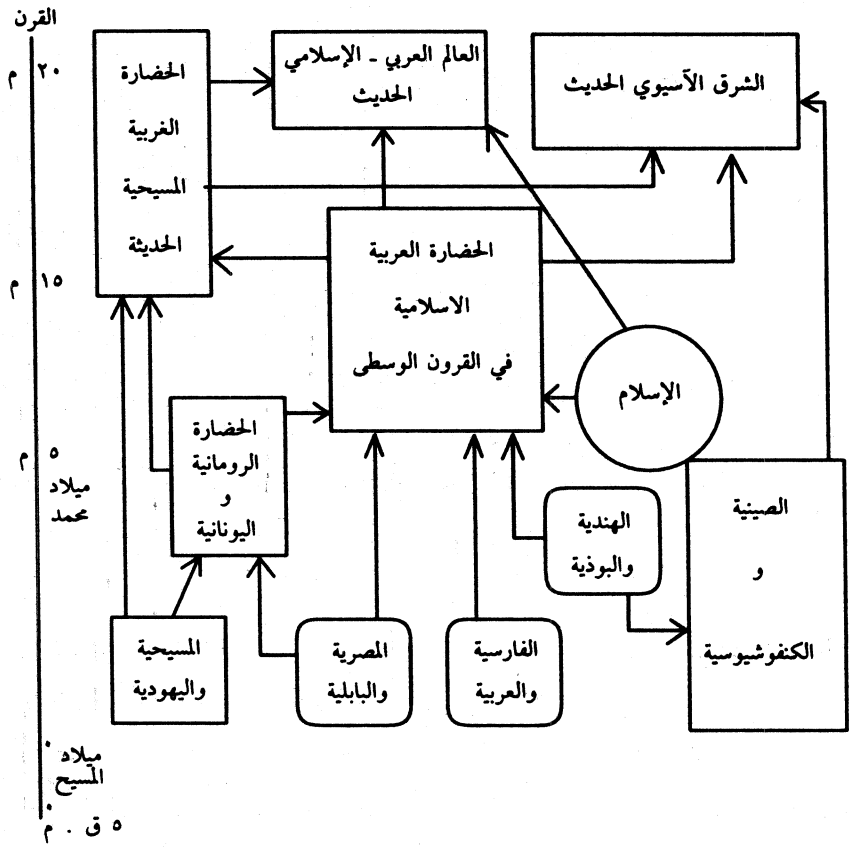 القرن
٢٠ م
١٥ م
٥ م
ميلاد
محمد
ميلاد
المسيح
٥ ق . م
الحضارة
الغربية
المسيحية
الحديثة
العالم العربي - الإسلامي
الحديث
الشرق الآسيوي الحديث
الحضارة العربية
الاسلامية
في القرون الوسطى
الإسلام
الحضارة
الرومانية
و
اليونانية
الهندية
والبوذية
الصينية
و
الكنفوشيوسية
المسيحية
واليهودية
المصرية
والبابلية
الفارسية
والعربية